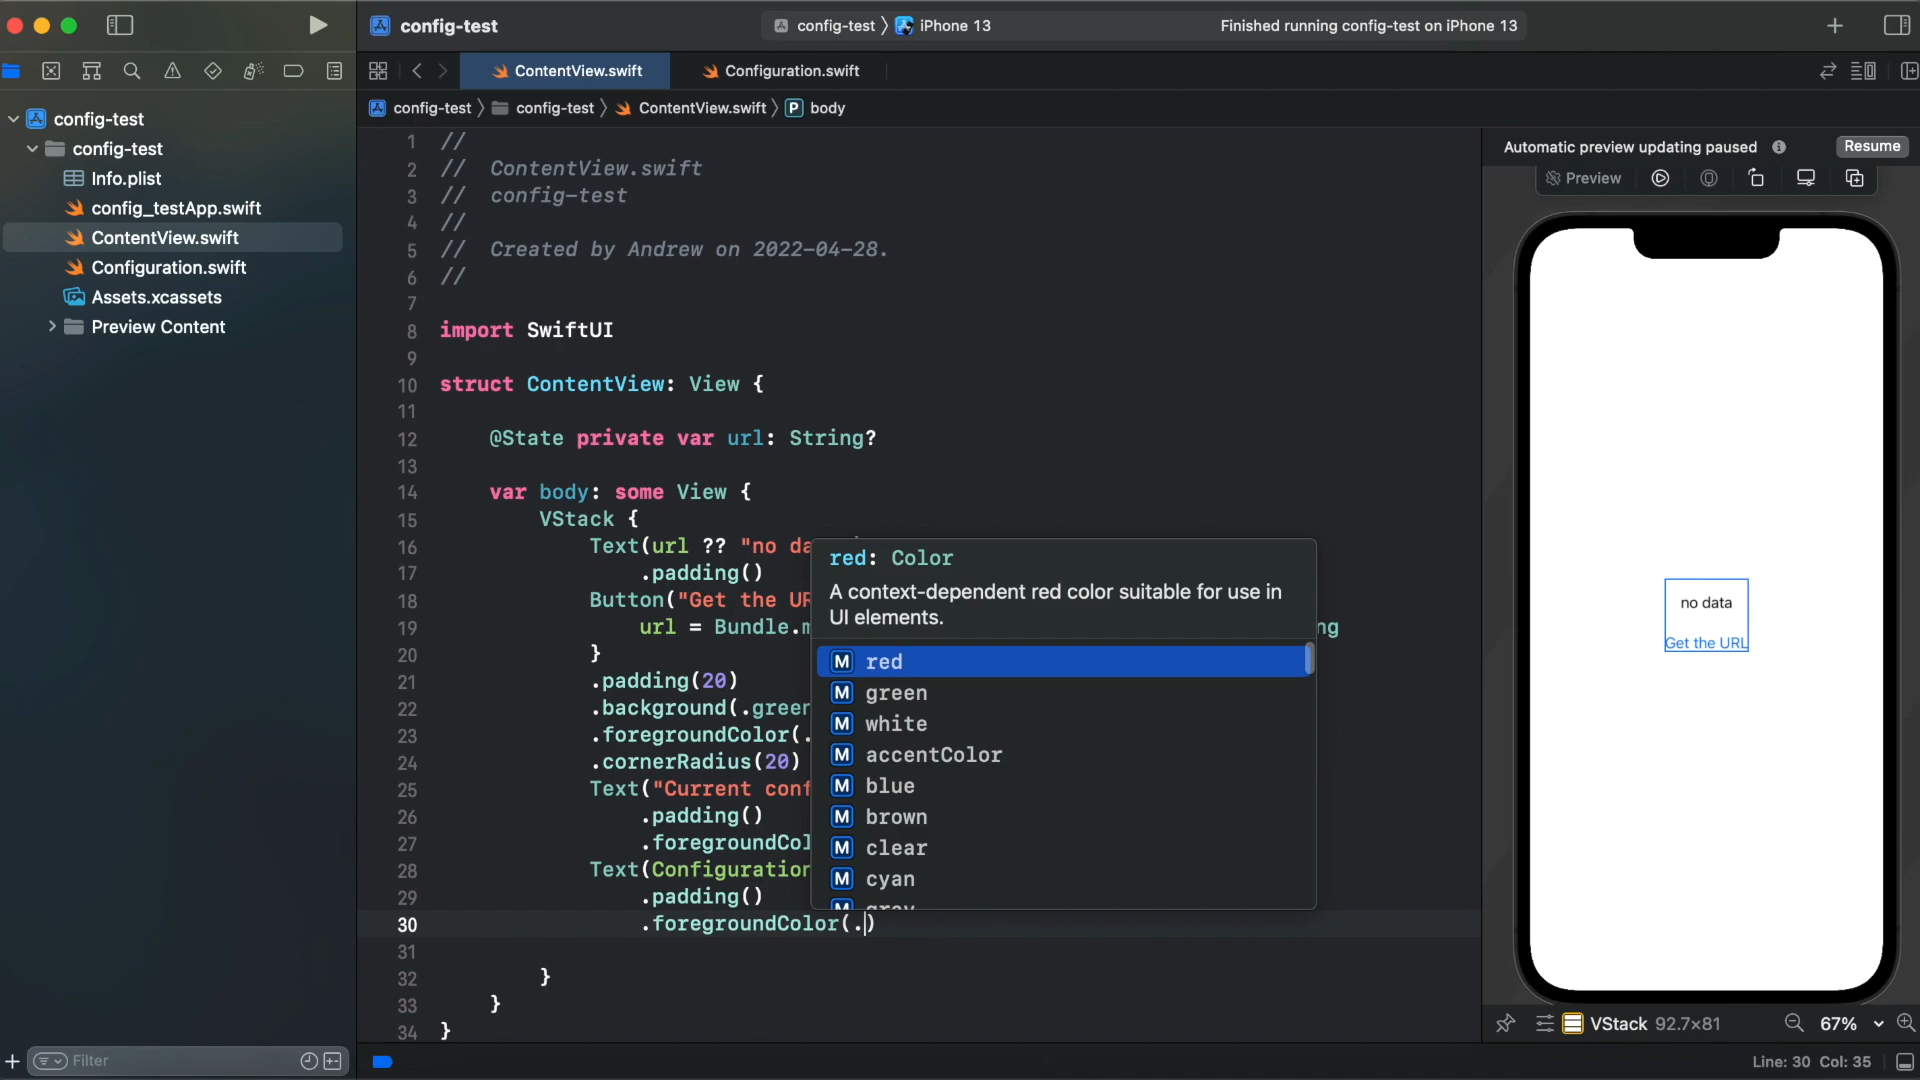 config-test
config-test
iPhone 13
Finished running config-test on iPhone 13
ContentView.swift
Configuration.swift
config-test
config-test
Info.plist
config_testApp.swift
ContentView.swift
Configuration.swift
Assets.xcassets
Preview Content
config-test
config-test
ContentView.swift
P
body
1 //
2 // ContentView.swift
3 // config-test
4 //
5 // Created by Andrew on 2022-04-28.
6 //
7
8 import SwiftUI
9
10 struct ContentView: View {
11
12 @State private var url: String?
13
14 var body: some View {
15 VStack {
16 Text(url ?? "no da
17 .padding()
18 Button("Get the UR
19 url = Bundle.m
ng
20 }
21 .padding(20)
22 .background(.green
23 .foregroundColor(.
24 .cornerRadius(20)
25 Text("Current conf
26 .padding()
27 .foregroundCol
28 Text(Configuration
29 .padding()
30 .foregroundColor(.)
31
32 }
33 }
34 }
red: Color
A context-dependent red color suitable for use in
UI elements.
M red
M green
M white
M accentColor
M blue
M brown
M clear
M cyan
M gray
Automatic preview updating paused
Resume
Preview
no data
Get the URL
VStack 92.7×81
67%
Filter
Line: 30 Col: 35